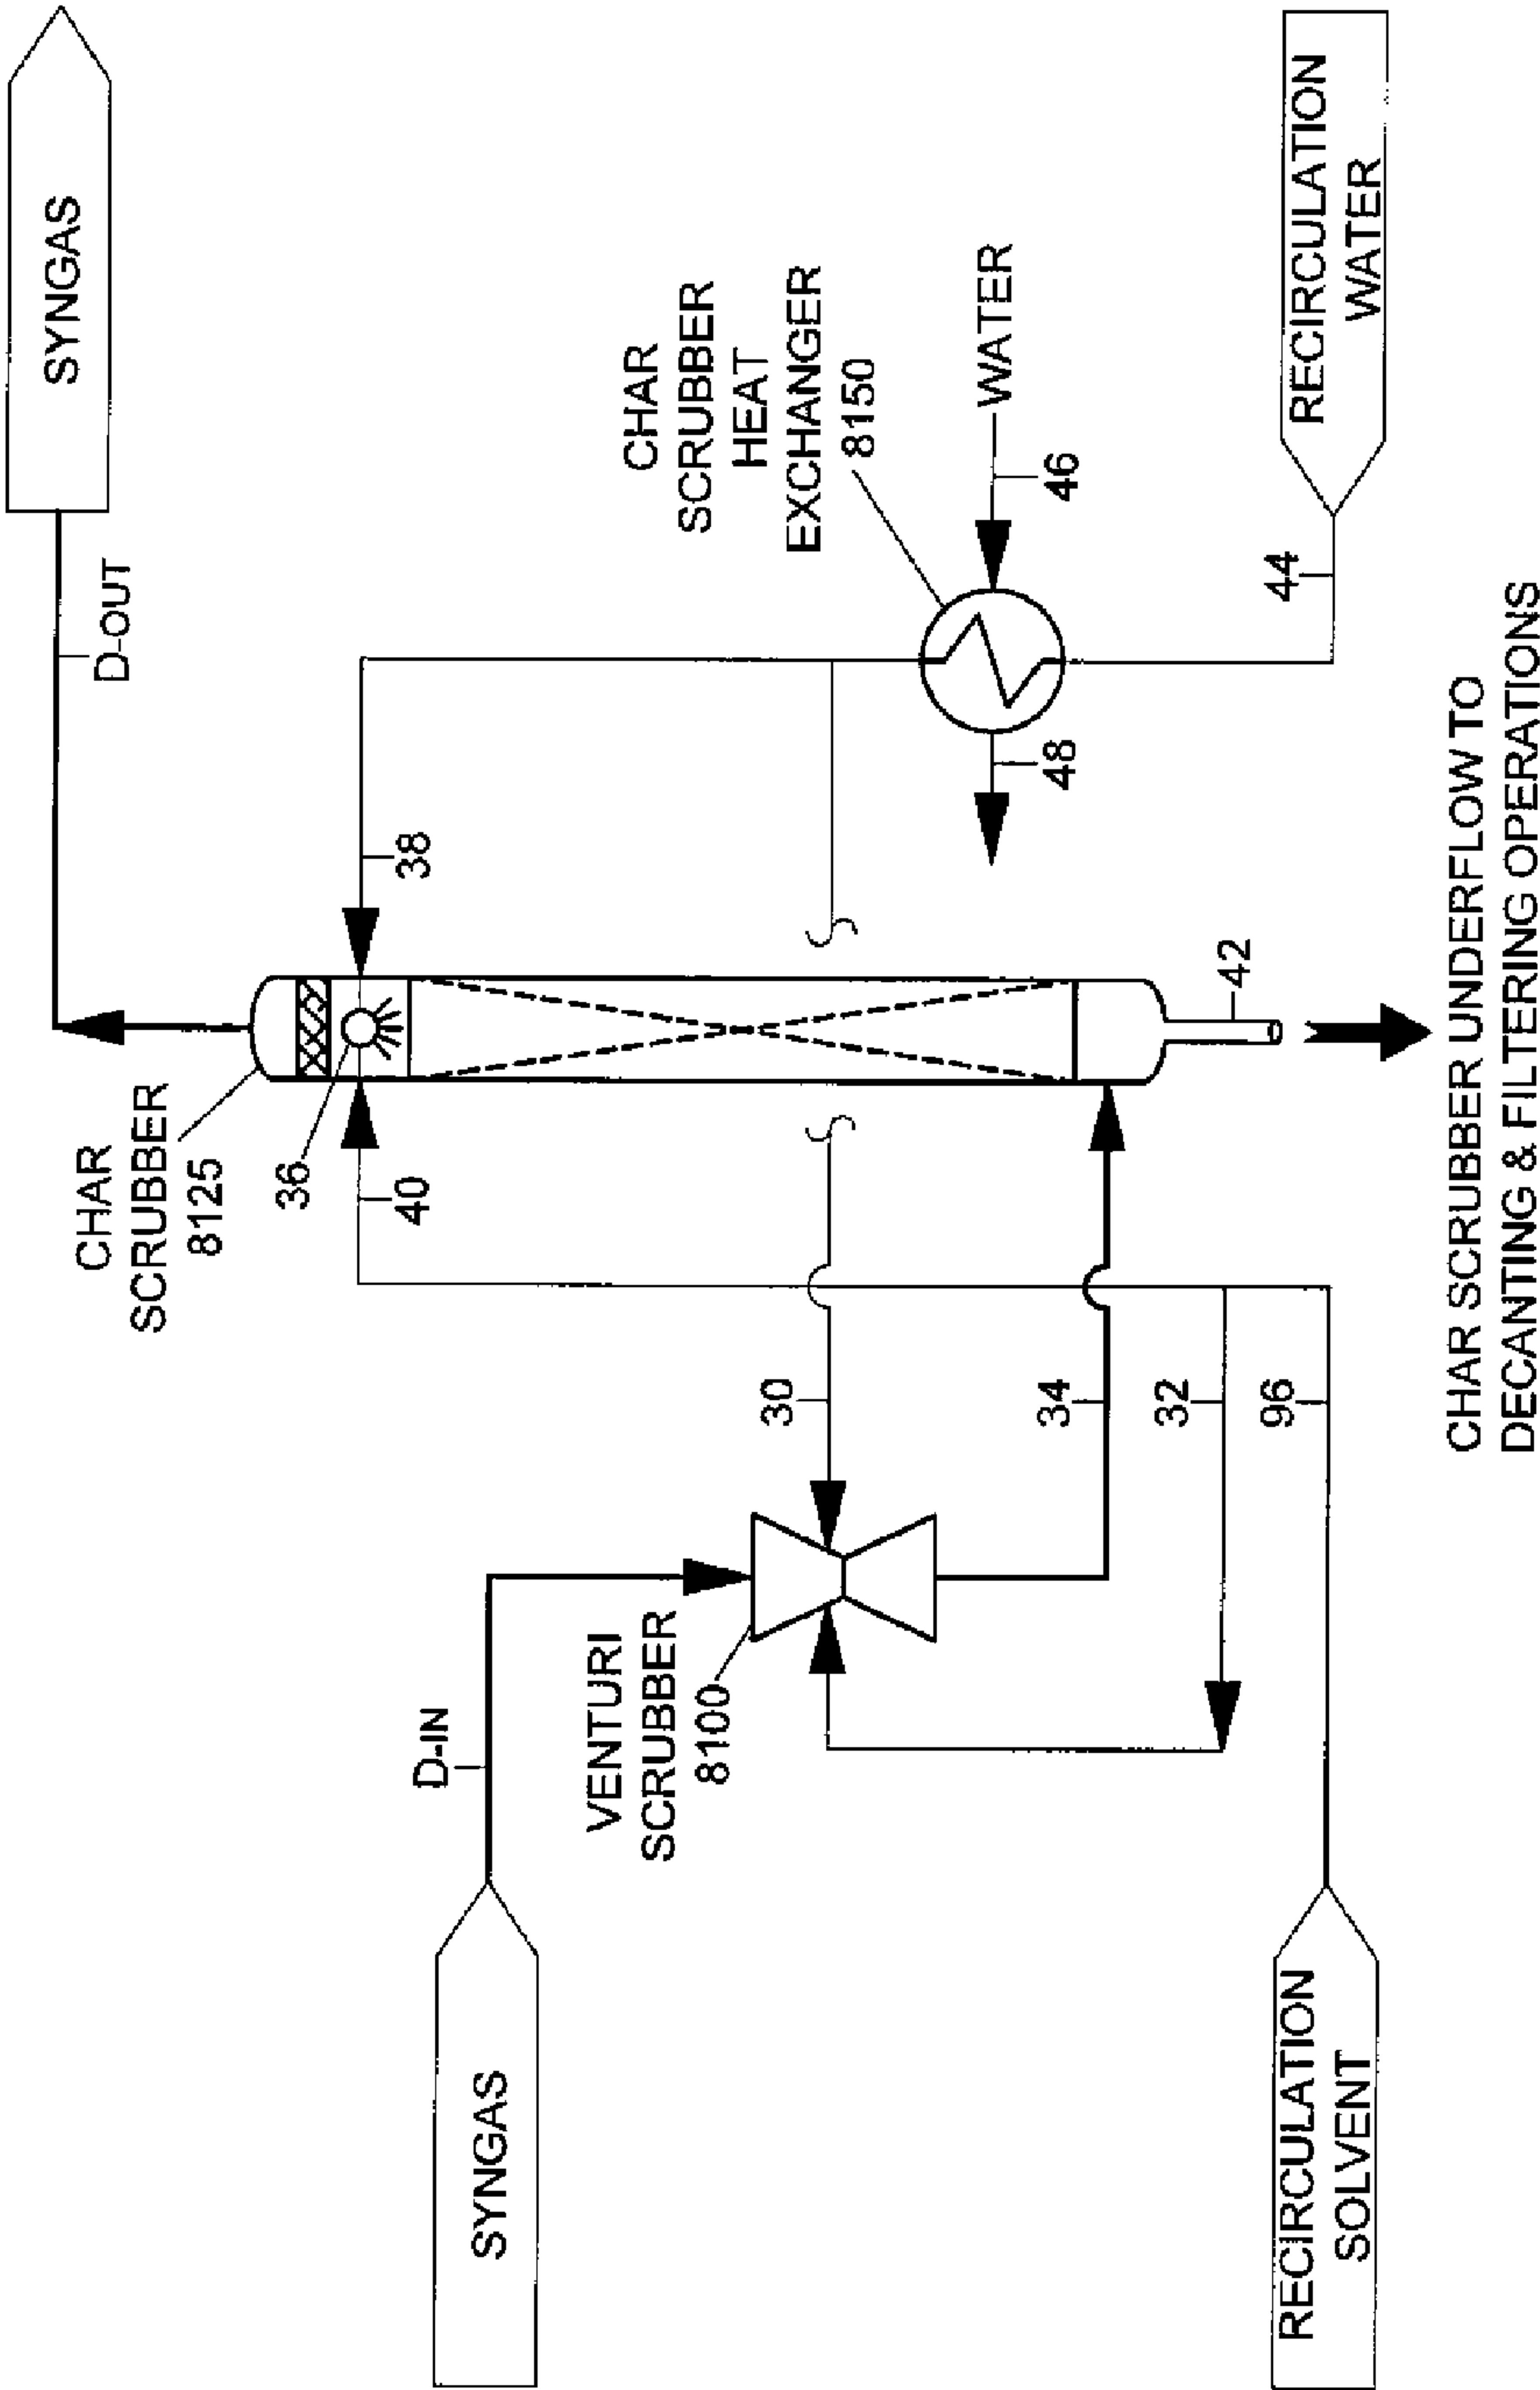 SYNGAS
D-OUT
CHAR
SCRUBBER
8125
36
40
38
CHAR
SCRUBBER
HEAT
EXCHANGER
8150
WATER
46
48
D-IN
SYNGAS
VENTURI
SCRUBBER
8100
30
34
32
96
42
44
RECIRCULATION
SOLVENT
RECIRCULATION
WATER
CHAR SCRUBBER UNDERFLOW TO
DECANTING & FILTERING OPERATIONS